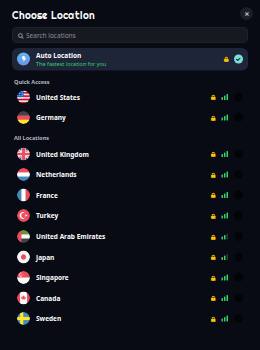 Choose Location
Search locations
Auto Location
The fastest location for you
Quick Access
United States
Germany
All Locations
United Kingdom
Netherlands
France
Turkey
United Arab Emirates
Japan
Singapore
Canada
Sweden